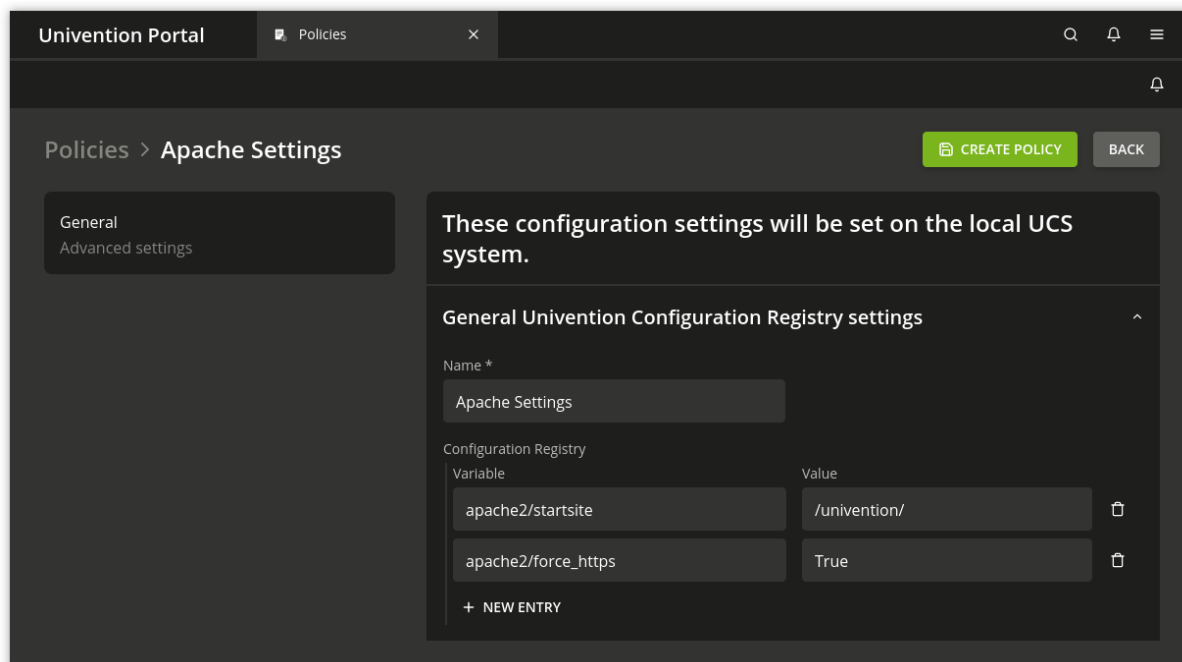 Univention Portal
Policies
Policies > Apache Settings
CREATE POLICY
BACK
General
Advanced settings
These configuration settings will be set on the local UCS
system.
General Univention Configuration Registry settings
Name *
Apache Settings
Configuration Registry
Variable
Value
apache2/startsite
/univention/
apache2/force_https
True
+ NEW ENTRY